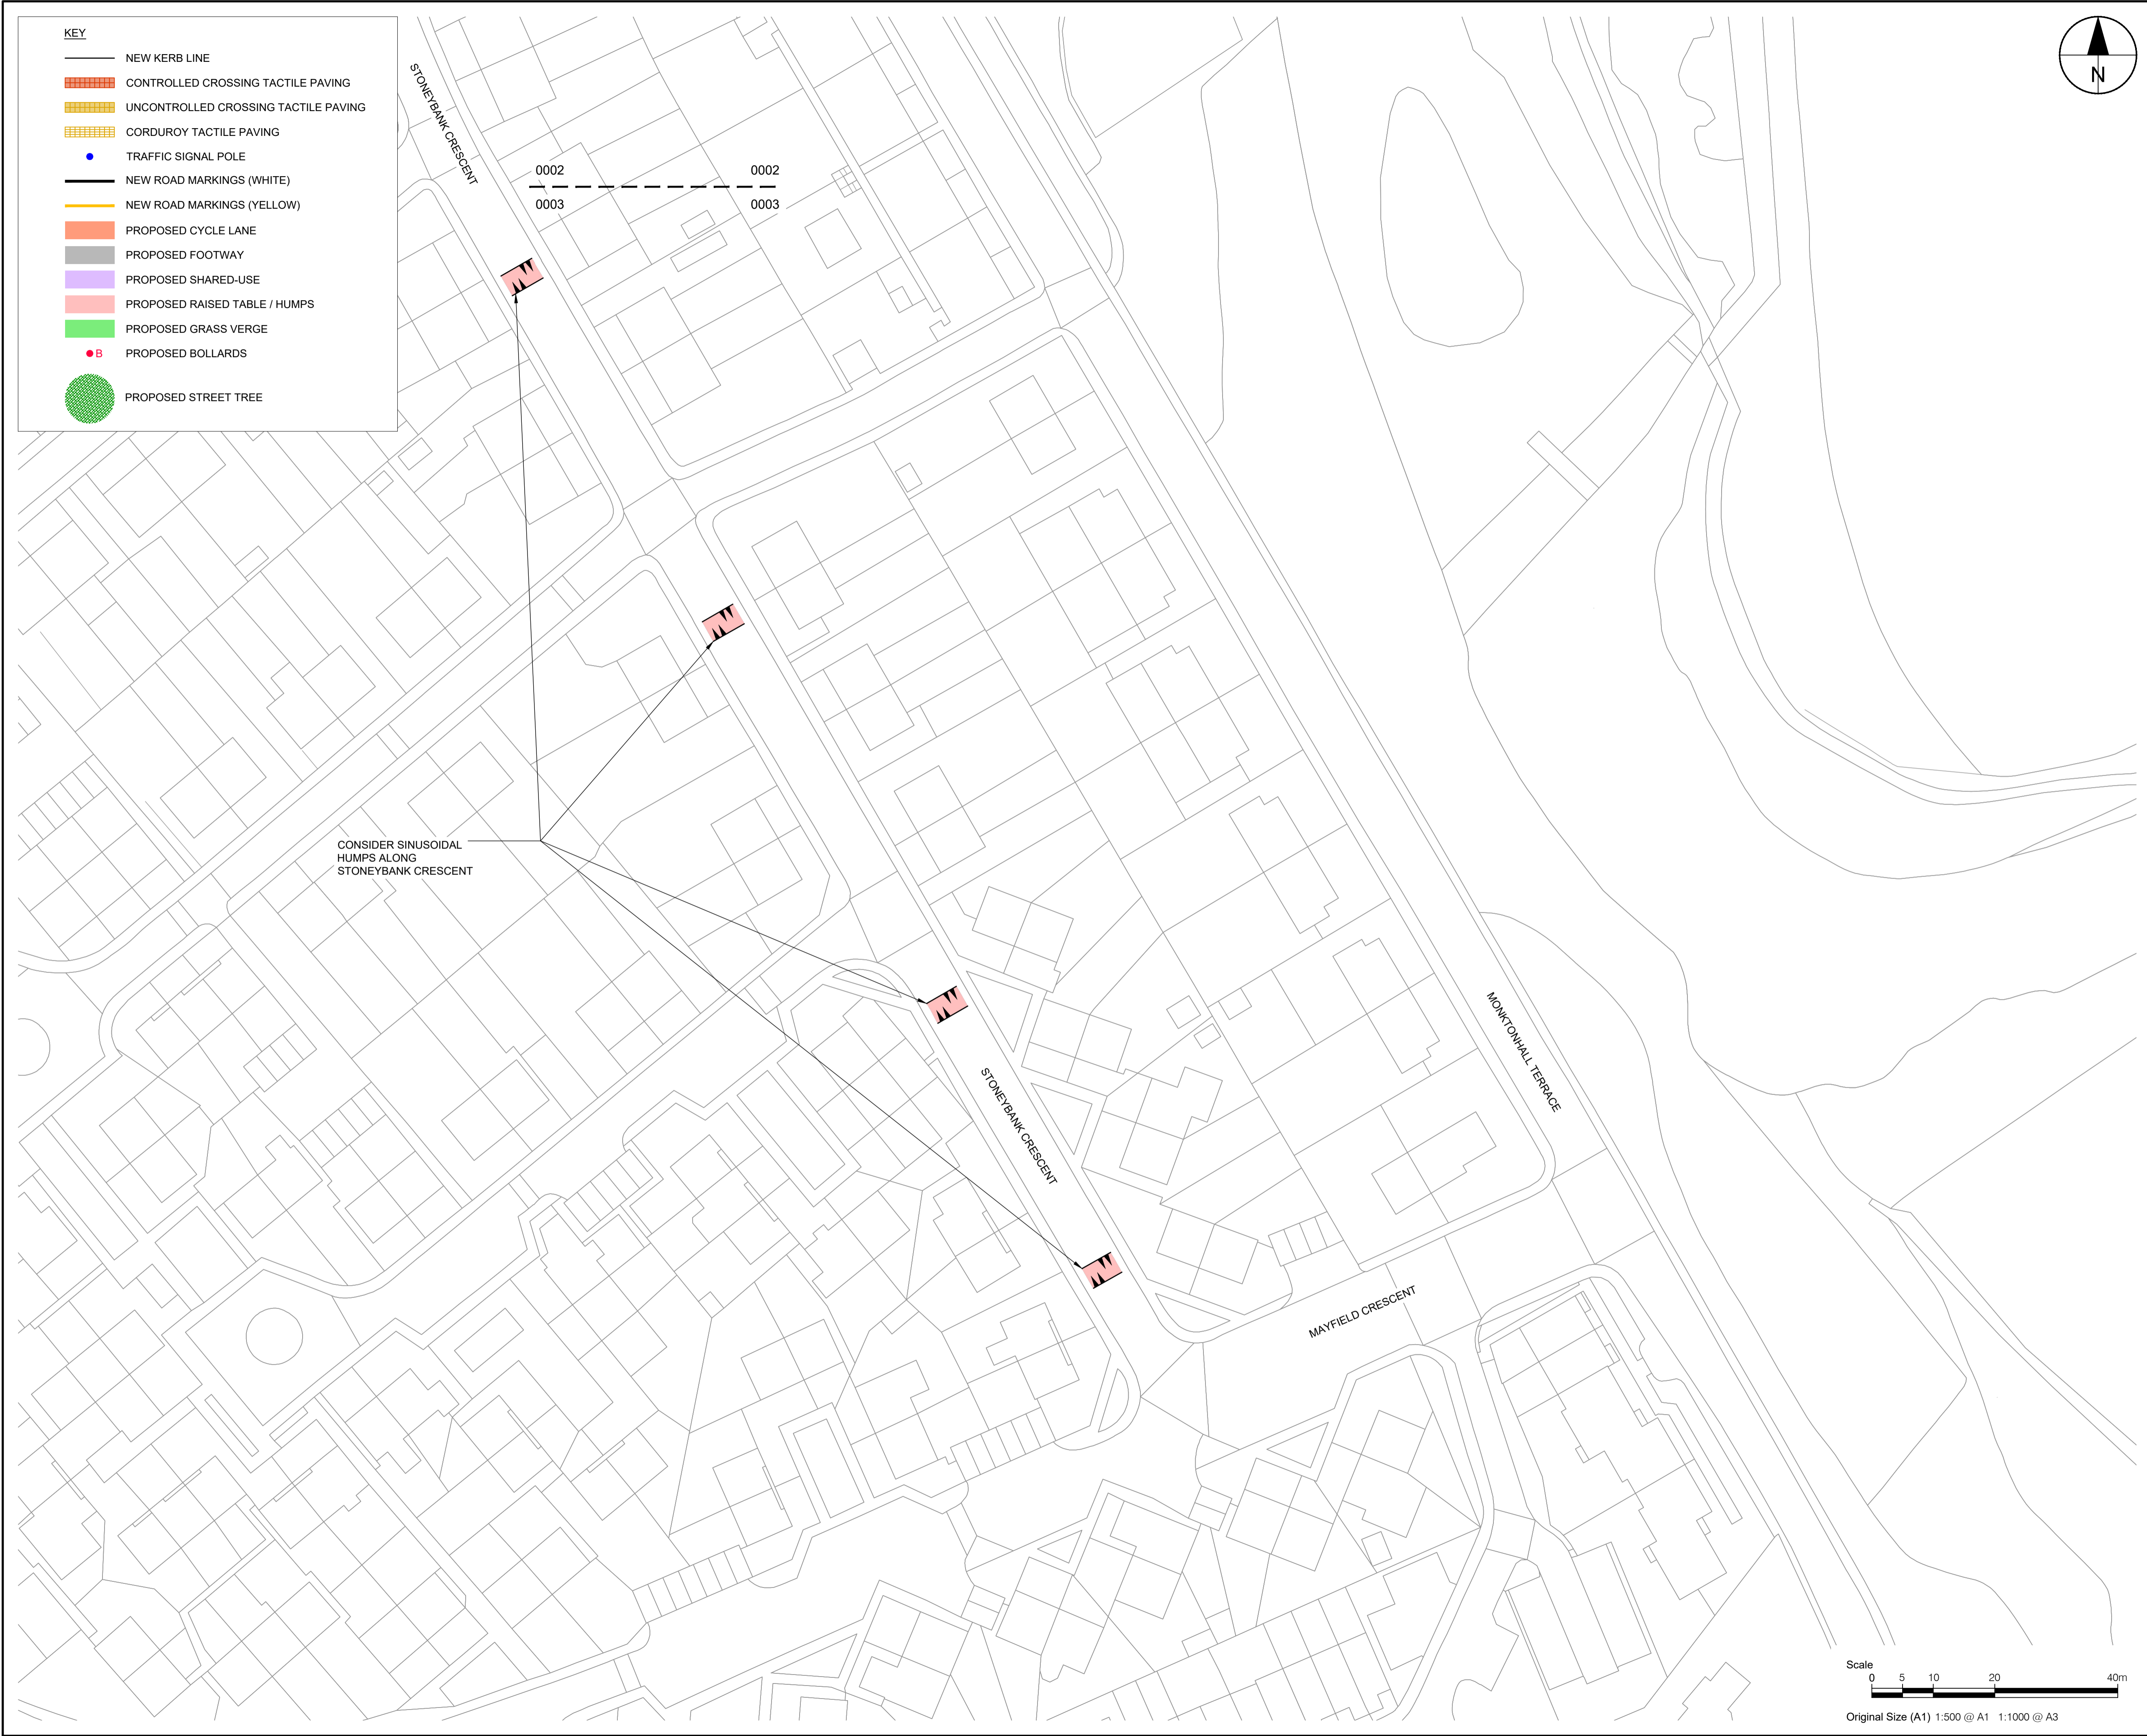 KEY
NEW KERB LINE
CONTROLLED CROSSING TACTILE PAVING
UNCONTROLLED CROSSING TACTILE PAVING
CORDUROY TACTILE PAVING
TRAFFIC SIGNAL POLE
NEW ROAD MARKINGS (WHITE)
NEW ROAD MARKINGS (YELLOW)
PROPOSED CYCLE LANE
PROPOSED FOOTWAY
PROPOSED SHARED-USE
PROPOSED RAISED TABLE / HUMPS
PROPOSED GRASS VERGE
B PROPOSED BOLLARDS
PROPOSED STREET TREE
STONEYBANK CRESCENT
0002 0002
0003 0003
N
CONSIDER SINUSOIDAL
HUMPS ALONG
STONEYBANK CRESCENT
STONEYBANK CRESCENT
MONKTONHALL TERRACE
MAYFIELD CRESCENT
Scale
0 5 10 20 40m
Original Size (A1) 1:500 @ A1 1:1000 @ A3